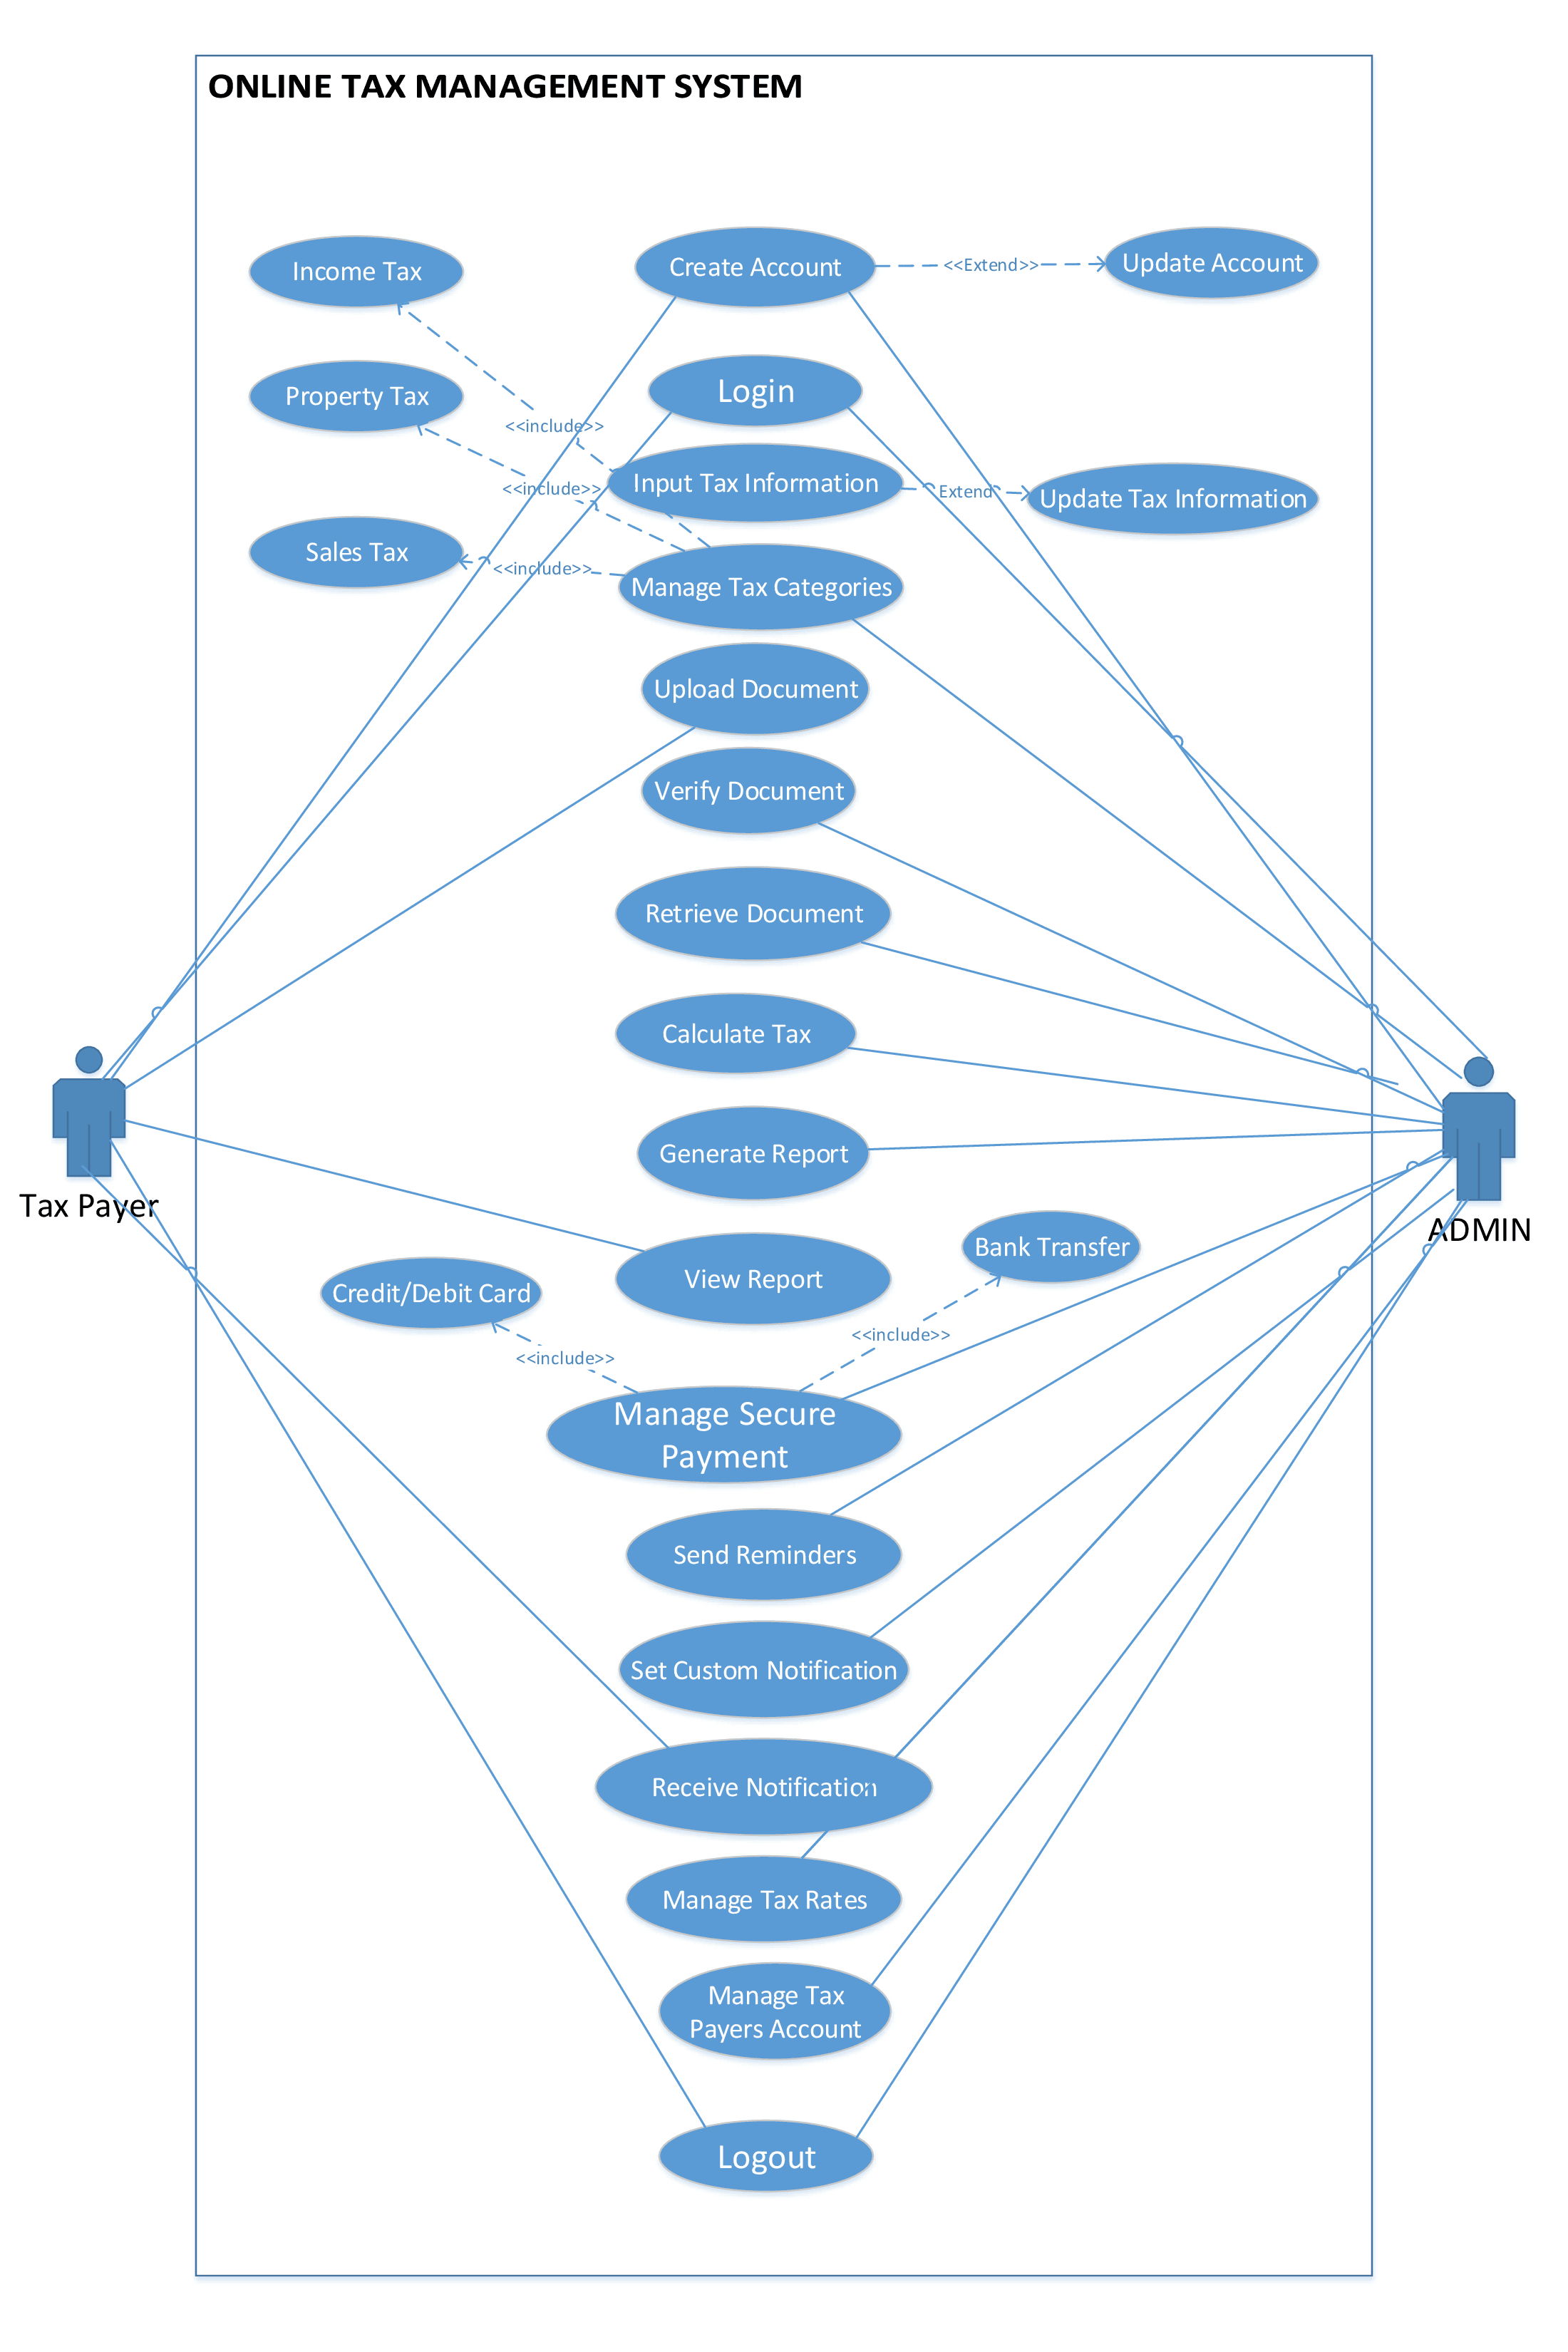 ONLINE TAX MANAGEMENT SYSTEM
Income Tax
Create Account
<<Extend>>
Update Account
Property Tax
Login
<<include>>
<<include>>
Input Tax Information
Extend
Update Tax Information
Sales Tax
<<include>>
Manage Tax Categories
Upload Document
Verify Document
Retrieve Document
Calculate Tax
Generate Report
Tax Payer
ADMIN
Bank Transfer
Credit/Debit Card
View Report
<<include>>
<<include>>
Manage Secure
Payment
Send Reminders
Set Custom Notification
Receive Notification
Manage Tax Rates
Manage Tax
Payers Account
Logout